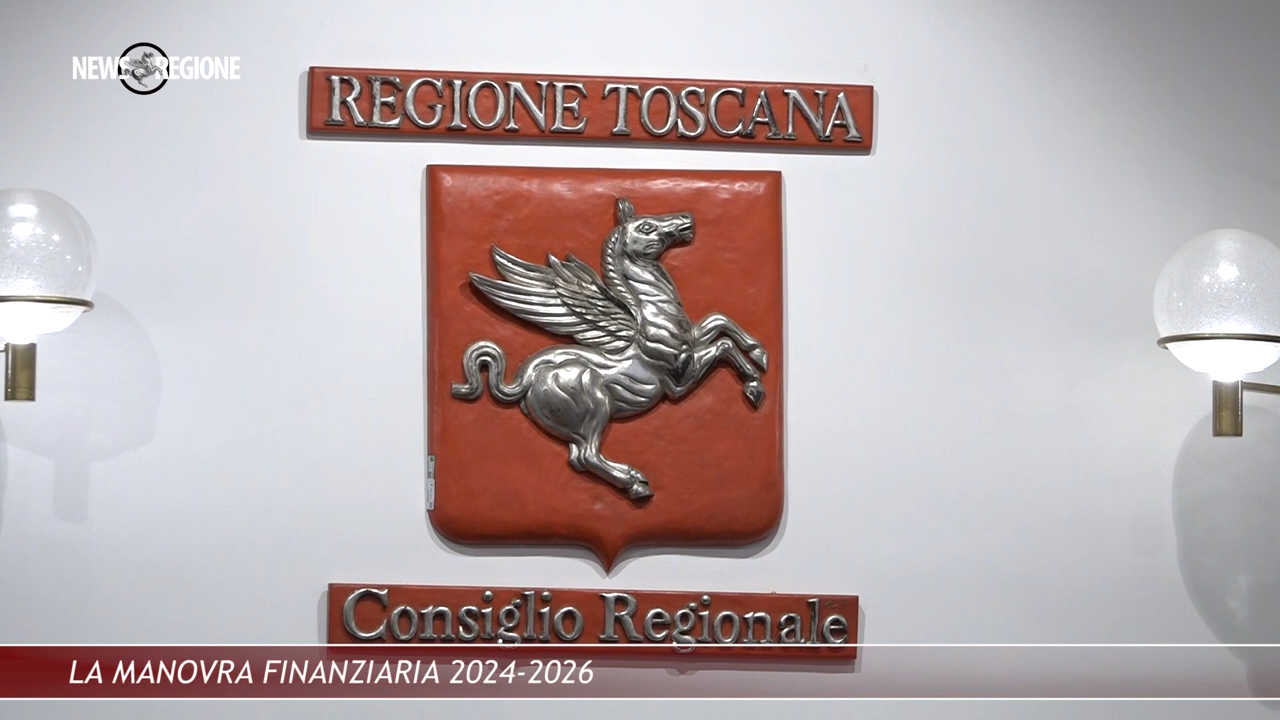 NEWS REGIONE
REGIONE TOSCANA
Consiglio Regionale
LA MANOVRA FINANZIARIA 2024-2026